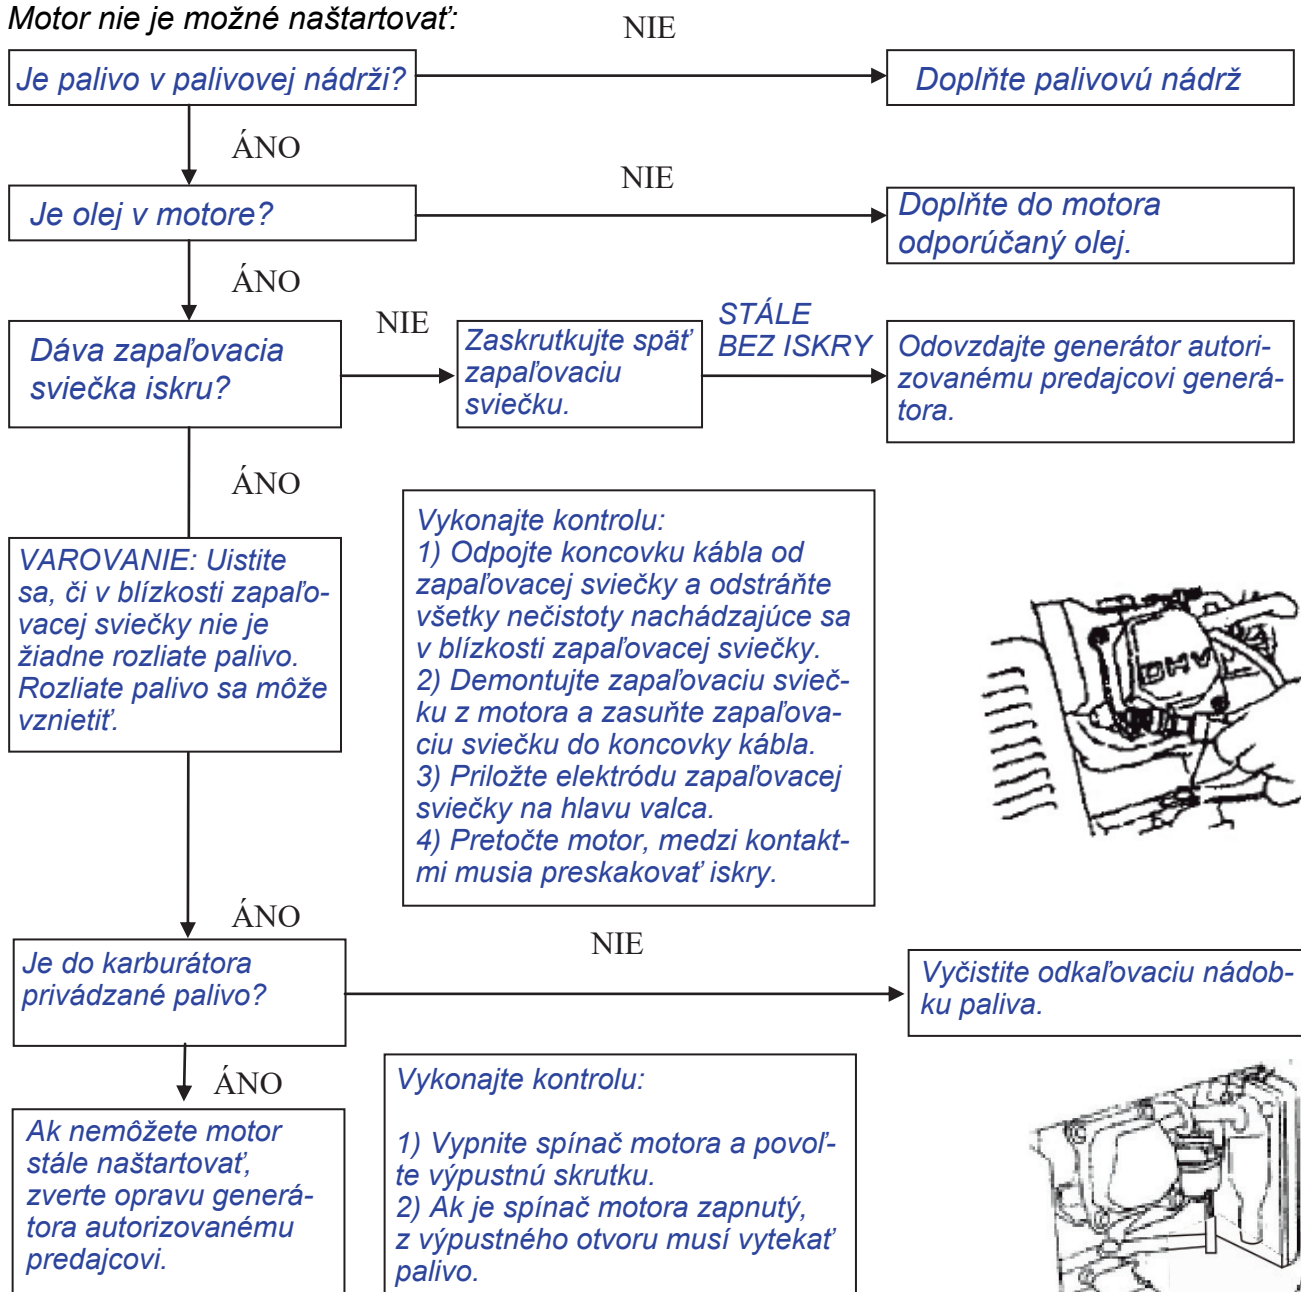 Motor nie je možné naštartovať:
NIE
Je palivo v palivovej nádrži?
Doplňte palivovú nádrž
ÁNO
NIE
Je olej v motore?
Doplňte do motora
odporúčaný olej.
ÁNO
Dáva zapaľovacia
sviečka iskru?
NIE
Zaskrutkujte späť
zapaľovaciu
sviečku.
STÁLE
BEZ ISKRY
Odovzdajte generátor autori-
zovanému predajcovi generá-
tora.
ÁNO
VAROVANIE: Uistite
sa, či v blízkosti zapaľo-
vacej sviečky nie je
žiadne rozliate palivo.
Rozliate palivo sa môže
vznietiť.
Vykonajte kontrolu:
1) Odpojte koncovku kábla od
zapaľovacej sviečky a odstráňte
všetky nečistoty nachádzajúce sa
v blízkosti zapaľovacej sviečky.
2) Demontujte zapaľovaciu svieč-
ku z motora a zasuňte zapaľova-
ciu sviečku do koncovky kábla.
3) Priložte elektródu zapaľovacej
sviečky na hlavu valca.
4) Pretočte motor, medzi kontakt-
mi musia preskakovať iskry.
OHV
ÁNO
NIE
Je do karburátora
privádzané palivo?
Vyčistite odkaľovaciu nádob-
ku paliva.
ÁNO
Ak nemôžete motor
stále naštartovať,
zverte opravu generá-
tora autorizovanému
predajcovi.
Vykonajte kontrolu:
1) Vypnite spínač motora a povoľ-
te výpustnú skrutku.
2) Ak je spínač motora zapnutý,
z výpustného otvoru musí vytekať
palivo.